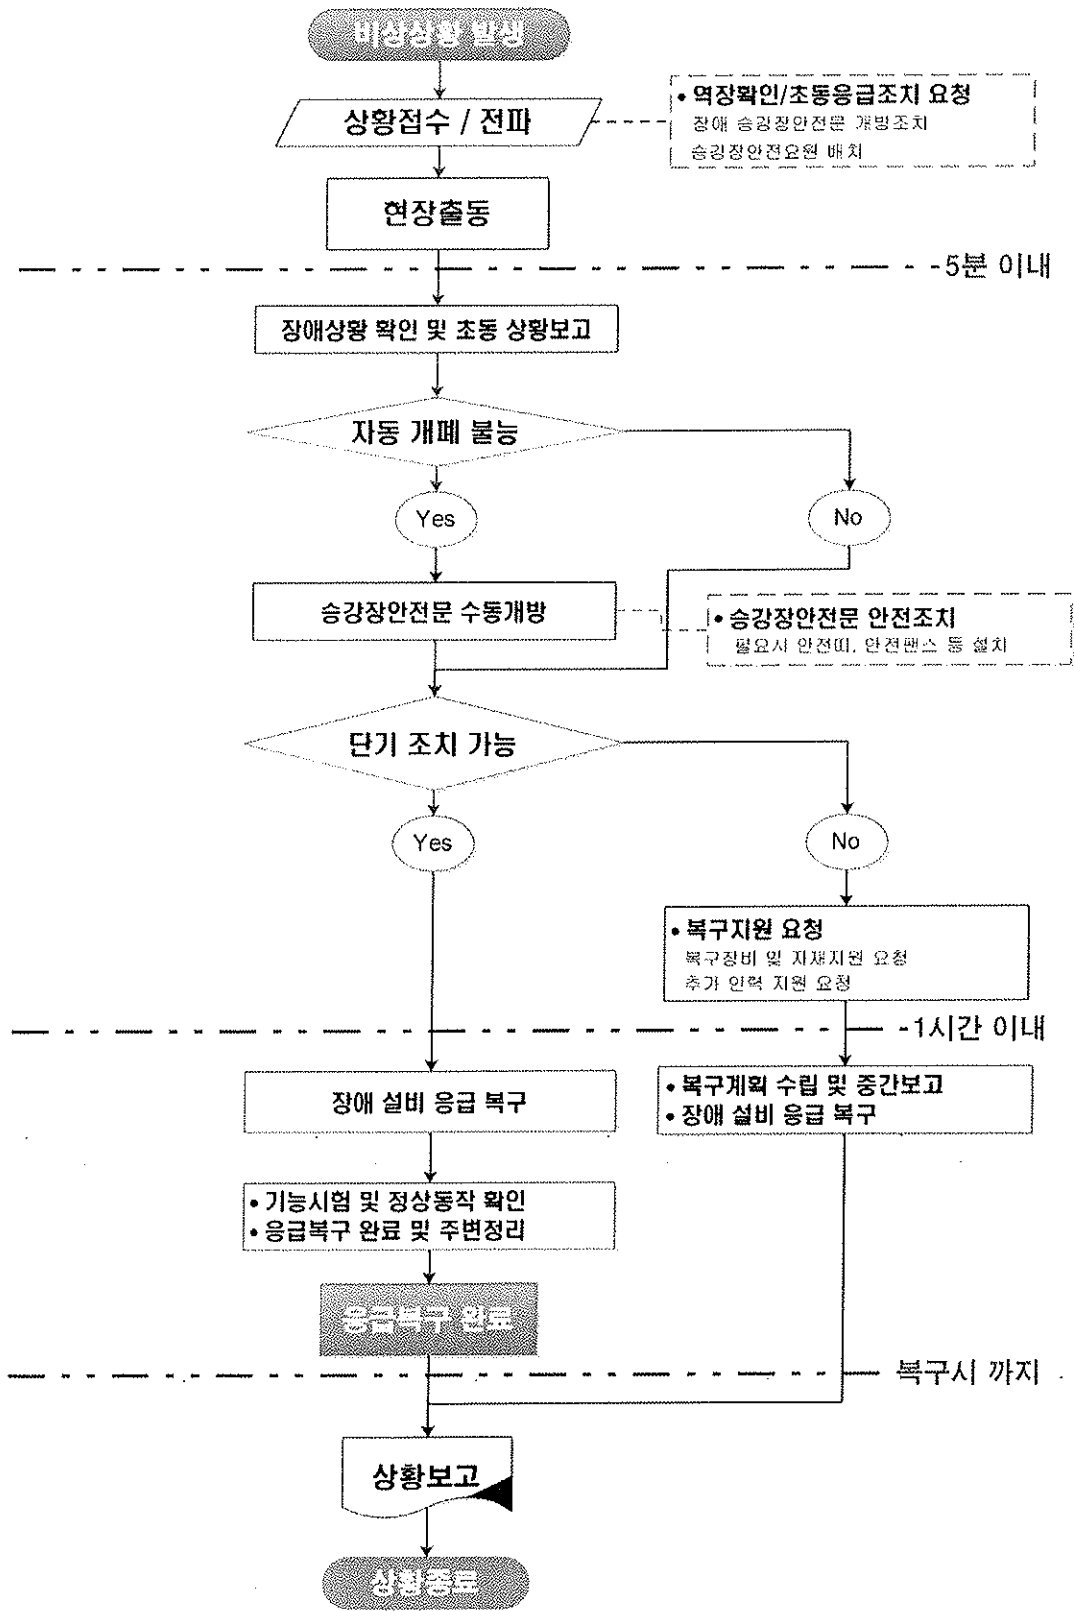 비상상황 발생
상황접수 / 전파
• 역장확인/초동응급조치 요청
장애 승강장안전문 개방조치
승강장안전요원 배치
현장출동
5분 이내
장애상황 확인 및 초동 상황보고
자동 개폐 불능
Yes
No
승강장안전문 수동개방
• 승강장안전문 안전조치
필요시 안전띠, 안전팬스 등 설치
단기 조치 가능
Yes
No
• 복구지원 요청
복구장비 및 자재지원 요청
추가 인력 지원 요청
1시간 이내
장애 설비 응급 복구
• 복구계획 수립 및 중간보고
• 장애 설비 응급 복구
• 기능시험 및 정상동작 확인
• 응급복구 완료 및 주변정리
응급복구 완료
복구시 까지
상황보고
상황종료